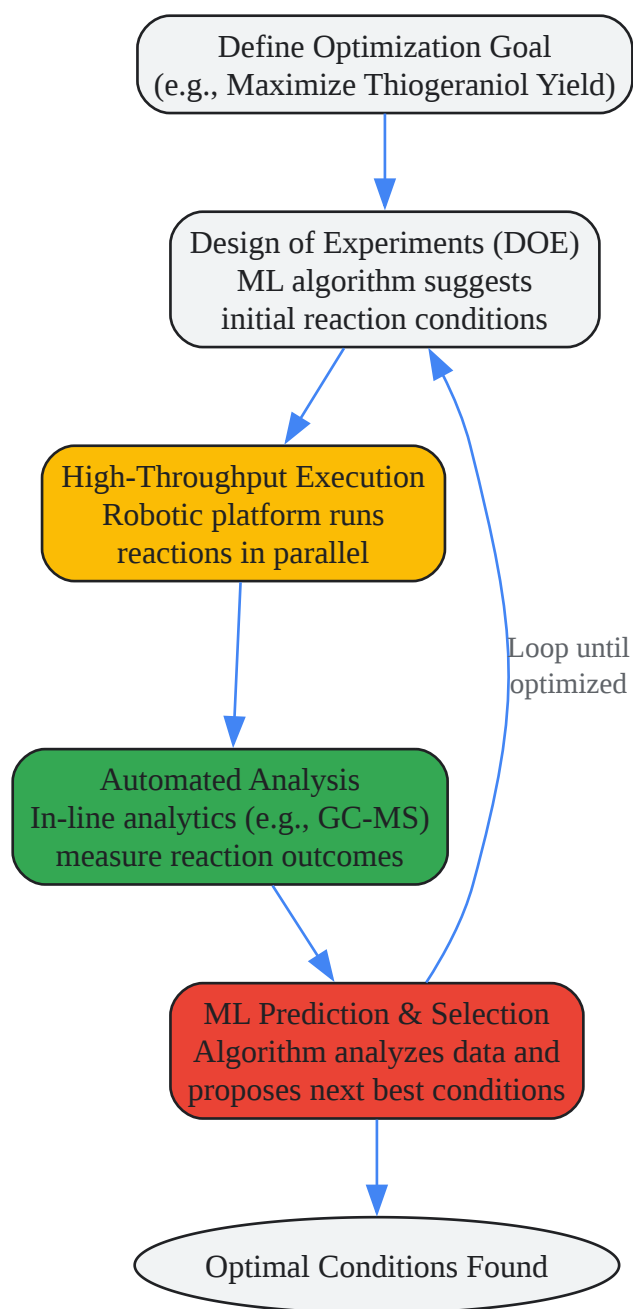 Define Optimization Goal
(e.g., Maximize Thiogeraniol Yield)
Design of Experiments (DOE)
ML algorithm suggests
initial reaction conditions
High-Throughput Execution
Robotic platform runs
reactions in parallel
Loop until
optimized
Automated Analysis
In-line analytics (e.g., GC-MS)
measure reaction outcomes
ML Prediction & Selection
Algorithm analyzes data and
proposes next best conditions
Optimal Conditions Found